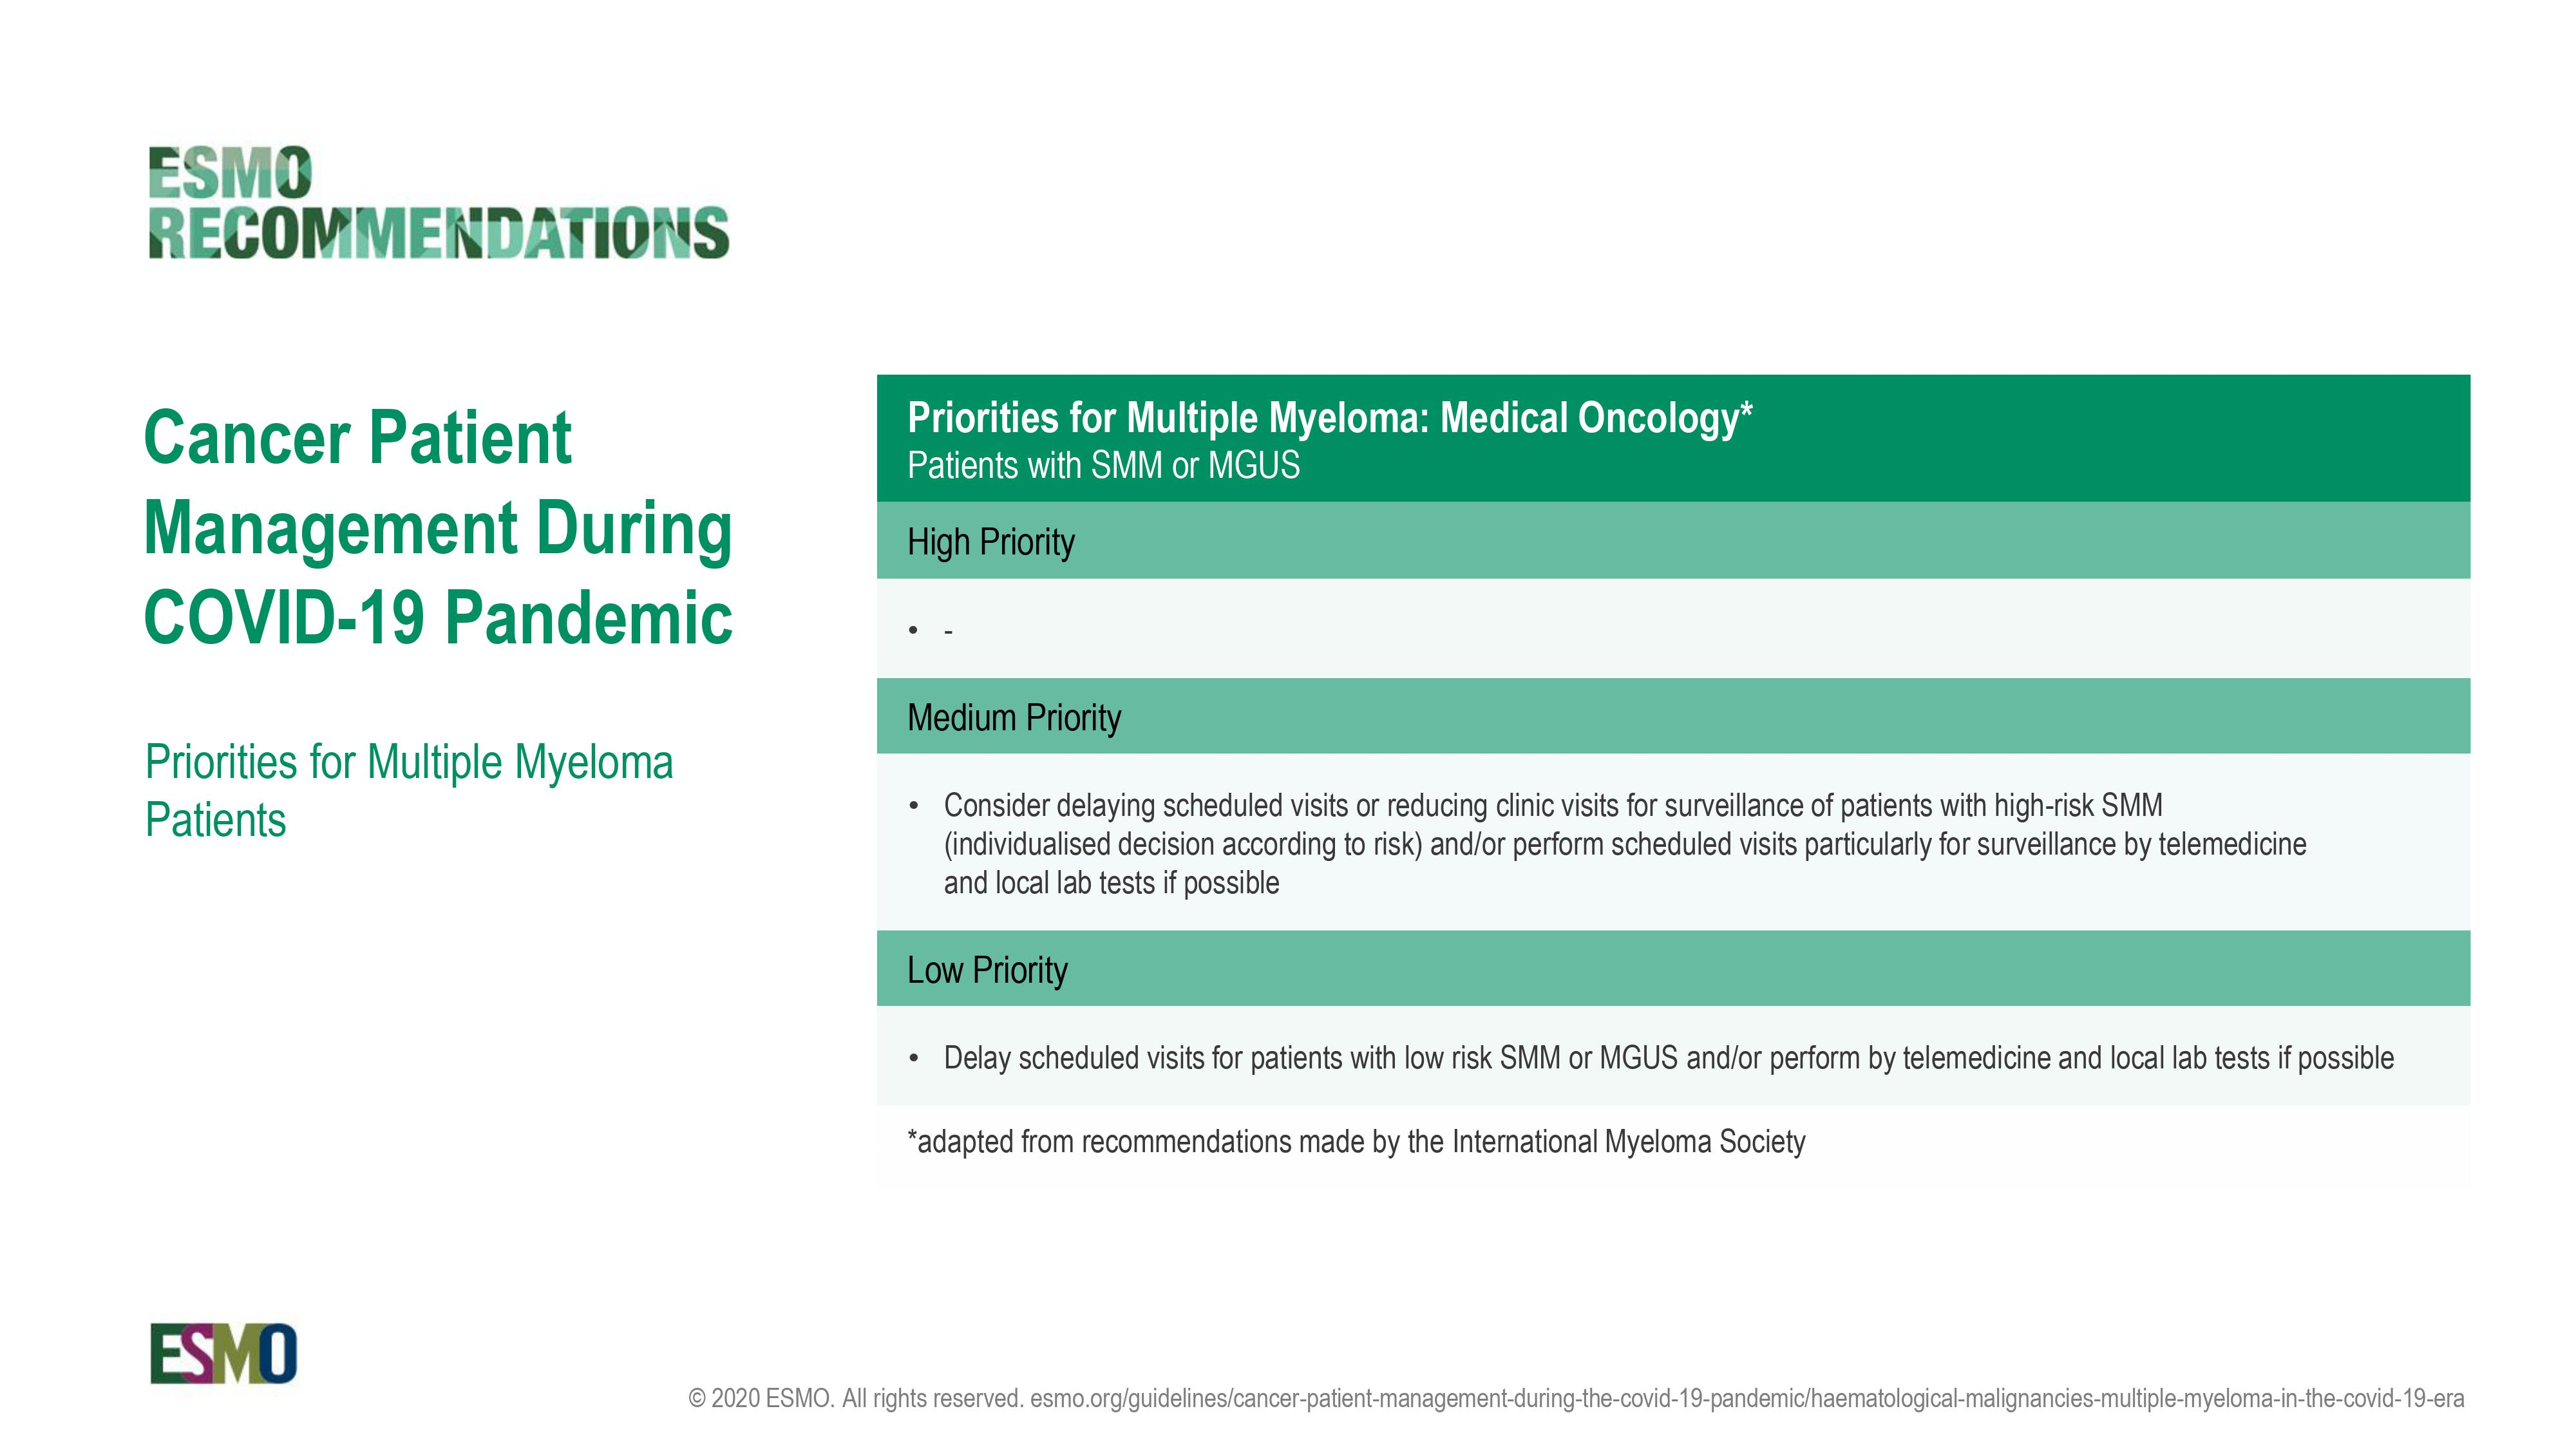 ESMO
RECOMMENDATIONS
Cancer Patient
Management During
COVID-19 Pandemic
Priorities for Multiple Myeloma
Patients
Priorities for Multiple Myeloma: Medical Oncology*
Patients with SMM or MGUS
High Priority
• -
Medium Priority
• Consider delaying scheduled visits or reducing clinic visits for surveillance of patients with high-risk SMM
(individualised decision according to risk) and/or perform scheduled visits particularly for surveillance by telemedicine
and local lab tests if possible
Low Priority
• Delay scheduled visits for patients with low risk SMM or MGUS and/or perform by telemedicine and local lab tests if possible
*adapted from recommendations made by the International Myeloma Society
ESMO
© 2020 ESMO. All rights reserved. esmo.org/guidelines/cancer-patient-management-during-the-covid-19-pandemic/haematological-malignancies-multiple-myeloma-in-the-covid-19-era